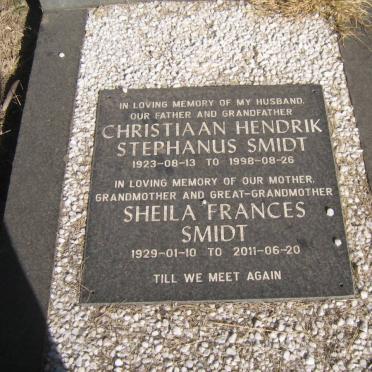 IN LOVING MEMORY OF MY HUSBAND,
OUR FATHER AND GRANDFATHER
CHRISTIAAN HENDRIK
STEPHANUS SMIDT
1923-08-13 TO 1998-08-26
IN LOVING MEMORY OF OUR MOTHER,
GRANDMOTHER AND GREAT-GRANDMOTHER
SHEILA FRANCES
SMIDT
1929-01-10 TO 2011-06-20
TILL WE MEET AGAIN